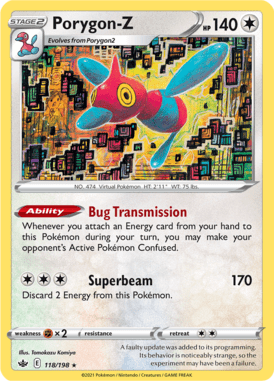 STAGE 2 Porygon-Z HP 140
Evolves from Porygon2
NO. 474 Virtual Pokémon HT: 2'11" WT: 75 lbs.
Ability Bug Transmission
Whenever you attach an Energy card from your hand to
this Pokémon during your turn, you may make your
opponent's Active Pokémon Confused.
Superbeam 170
Discard 2 Energy from this Pokémon.
weakness ×2 resistance retreat
Illus. Tomokazu Komiya
A faulty update was added to its programming.
Its behavior is noticeably strange, so the
experiment may have been a failure.
E 118/198 ★
©2021 Pokémon / Nintendo / Creatures / GAME FREAK